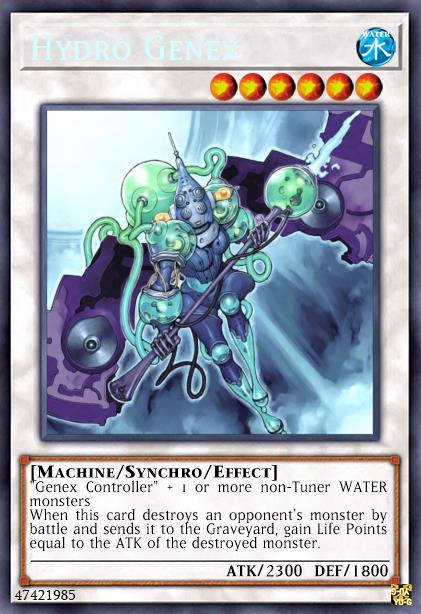 Hydro Genex
WATER
水
[Machine/Synchro/Effect]
"Genex Controller" + 1 or more non-Tuner WATER
monsters
When this card destroys an opponent's monster by
battle and sends it to the Graveyard, gain Life Points
equal to the ATK of the destroyed monster.
ATK/2300 DEF/1800
47421985